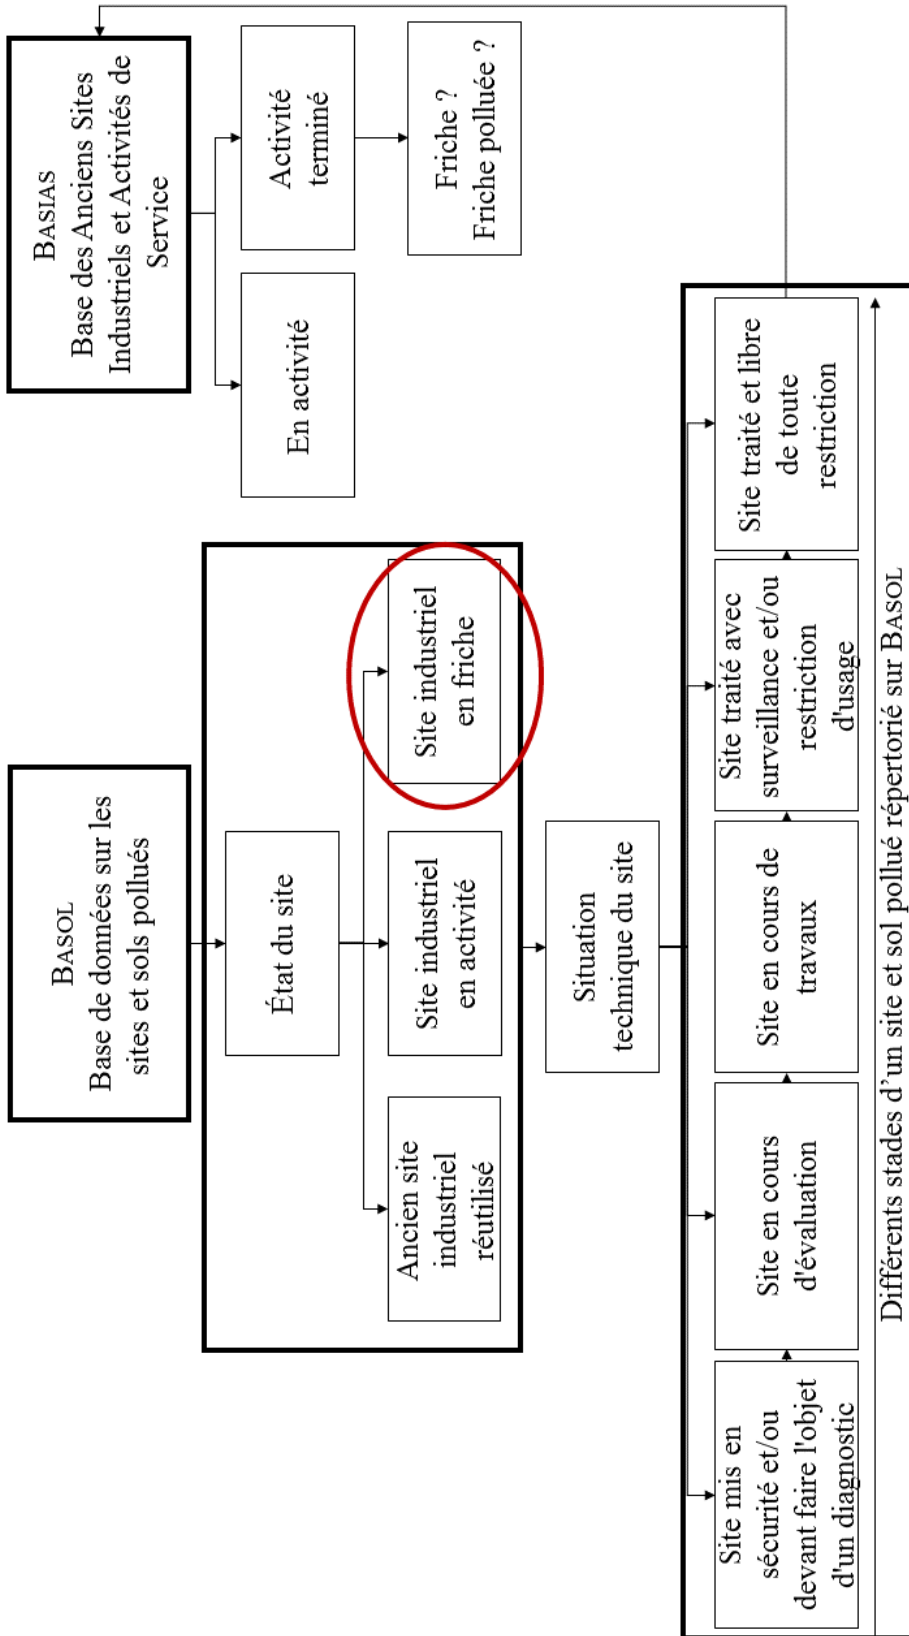 BASOL
Base de données sur les
sites et sols pollués
État du site
Ancien site
industriel
réutilisé
Site industriel
en activité
Site industriel
en friche
Situation
technique du site
Site mis en
sécurité et/ou
devant faire l'objet
d'un diagnostic
Site en cours
d'évaluation
Site en cours de
travaux
Site traité avec
surveillance et/ou
restriction
d'usage
Site traité et libre
de toute
restriction
Différents stades d’un site et sol pollué répertorié sur BASOL
BASIAS
Base des Anciens Sites
Industriels et Activités de
Service
En activité
Activité
terminé
Friche ?
Friche polluée ?